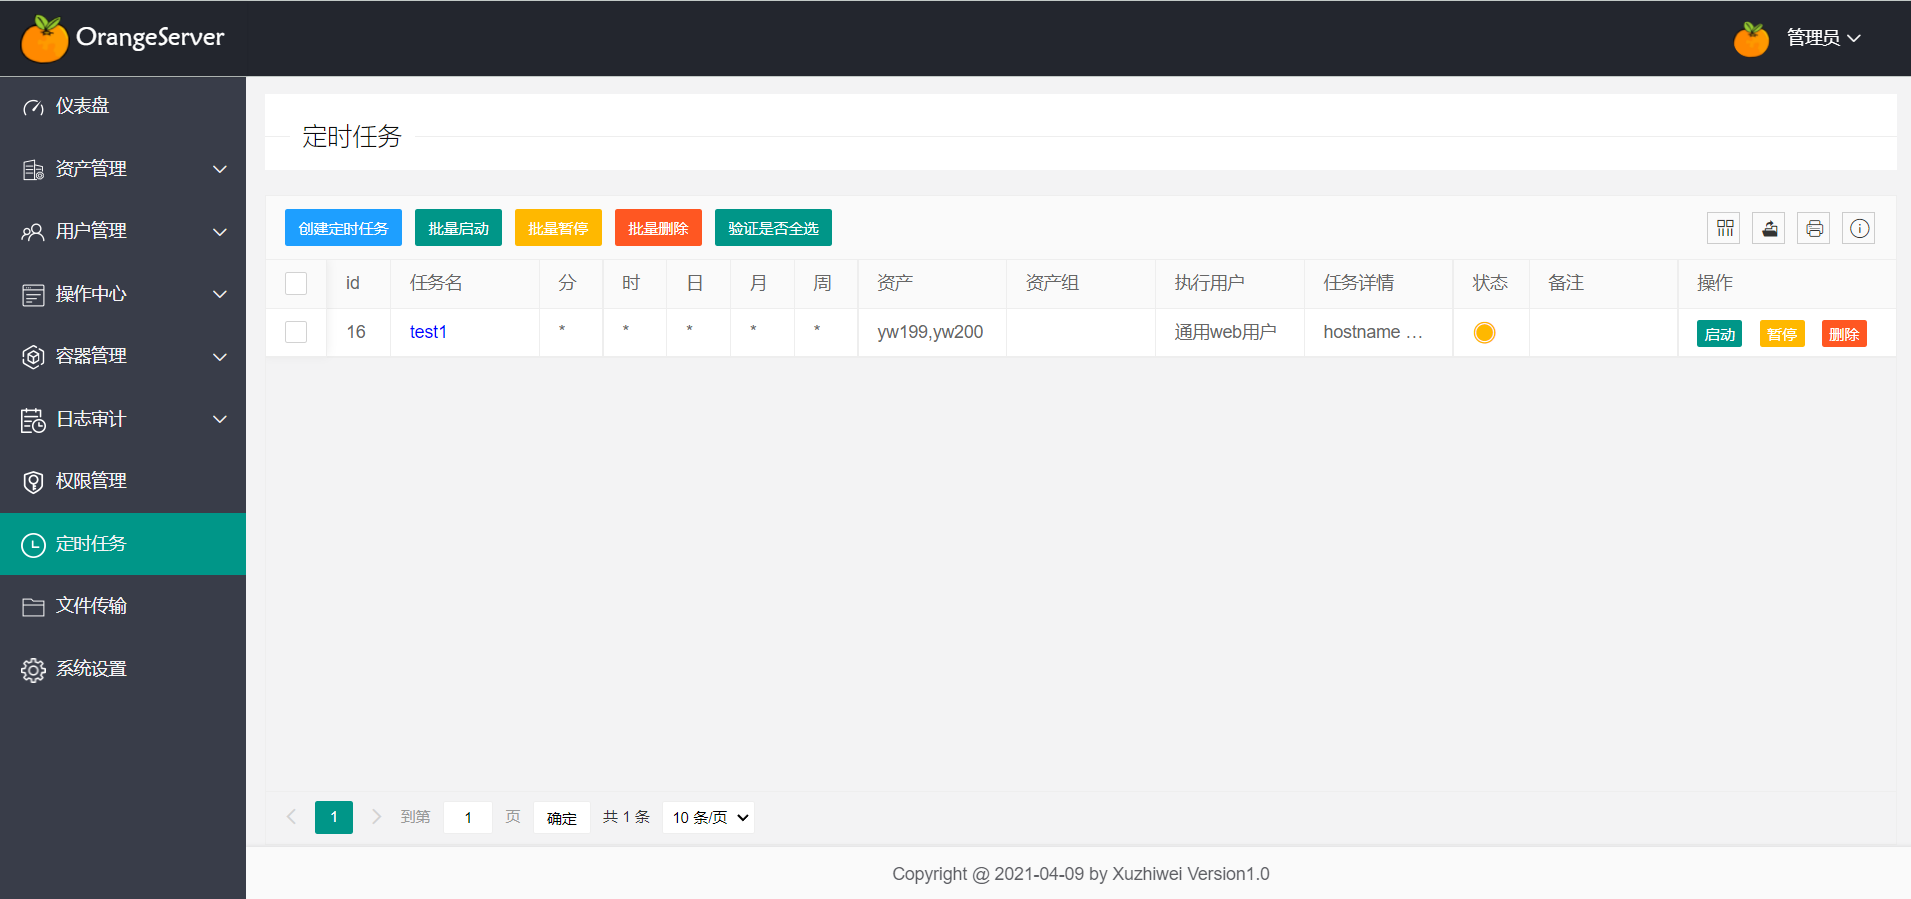 OrangeServer
管理员
仪表盘
资产管理
用户管理
操作中心
容器管理
日志审计
权限管理
定时任务
文件传输
系统设置
定时任务
创建定时任务 批量启动 批量暂停 批量删除 验证是否全选
id 任务名 分 时 日 月 周 资产 资产组 执行用户 任务详情 状态 备注 操作
16 test1 * * * * * yw199,yw200 通用web用户 hostname … 启动 暂停 删除
1 到第 1 页 确定 共 1 条 10 条/页
Copyright @ 2021-04-09 by Xuzhiwei Version1.0